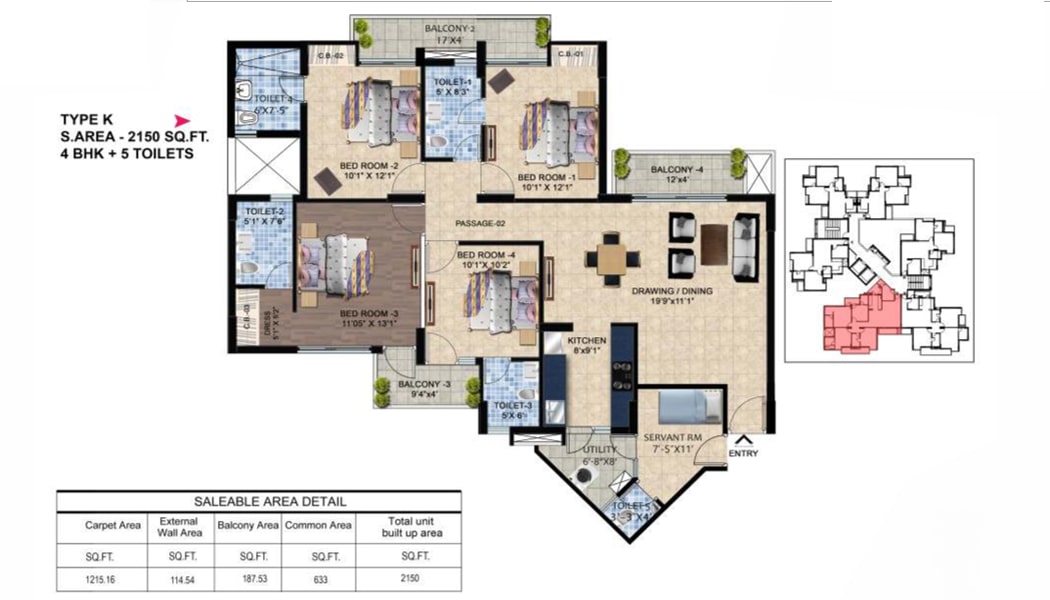 BALCONY-2
17'X4'
C.B.-02
C.B.-01
TOILET-4
6'X7'-5"
TOILET-1
5' X 8'3"
TYPE K
S.AREA - 2150 SQ.FT.
4 BHK + 5 TOILETS
BED ROOM -2
10'1" X 12'1"
BED ROOM -1
10'1" X 12'1"
BALCONY -4
12'x4'
TOILET-2
5'1" X 7'8"
PASSAGE-02
BED ROOM -4
10'1"X 10'2"
DRAWING / DINING
19'9"x11'1"
C.B.-03
DRESS
5'1" X 5'2"
BED ROOM -3
11'05" X 13'1"
KITCHEN
8'x9'1"
BALCONY -3
9'4"x4'
TOILET-3
5'X 6'
SERVANT RM
7'-5"X11'
UTILITY
6'-8"X8'
ENTRY
TOILET-5
SALEABLE AREA DETAIL
Carpet Area External Wall Area Balcony Area Common Area Total unit built up area
SQ.FT. SQ.FT. SQ.FT. SQ.FT. SQ.FT.
1215.16 114.54 187.53 633 2150